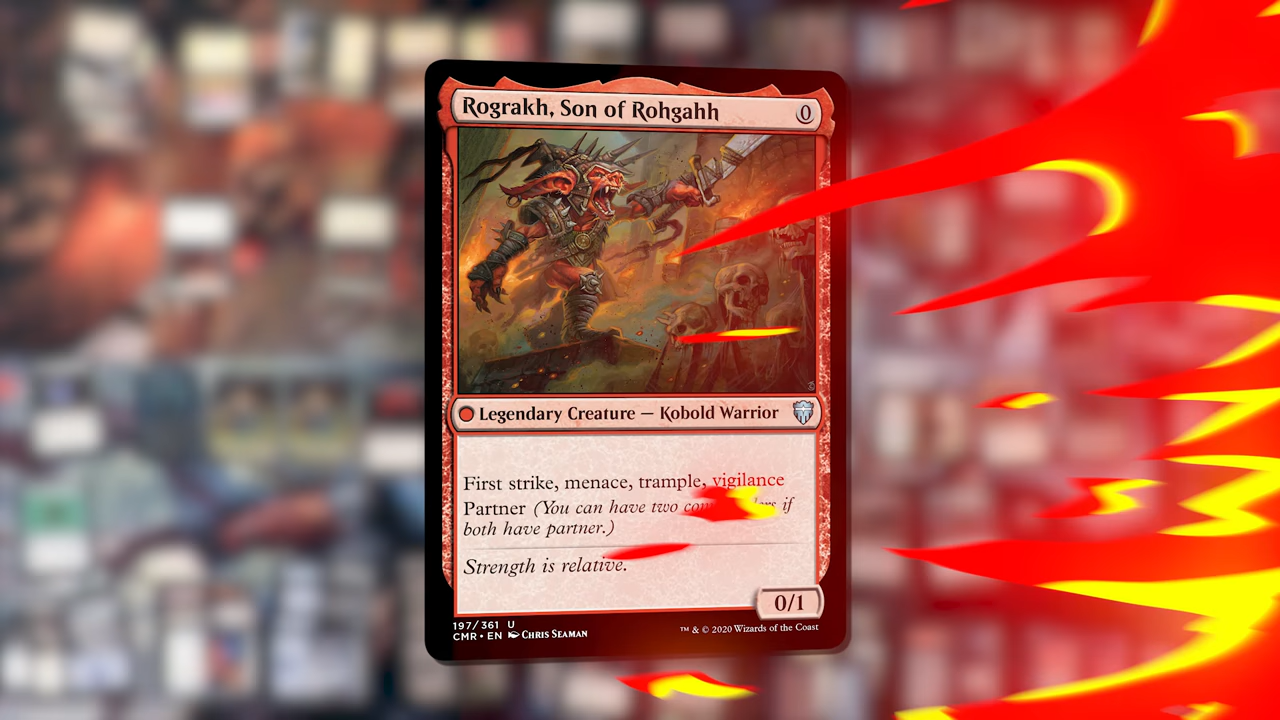 Rograkh, Son of Rohgahh 0
Legendary Creature — Kobold Warrior
First strike, menace, trample, vigilance
Partner (You can have two if
both have partner.)
Strength is relative.
0/1
197/361 U
CMR • EN Chris Seaman
™ & © 2020 Wizards of the Coast